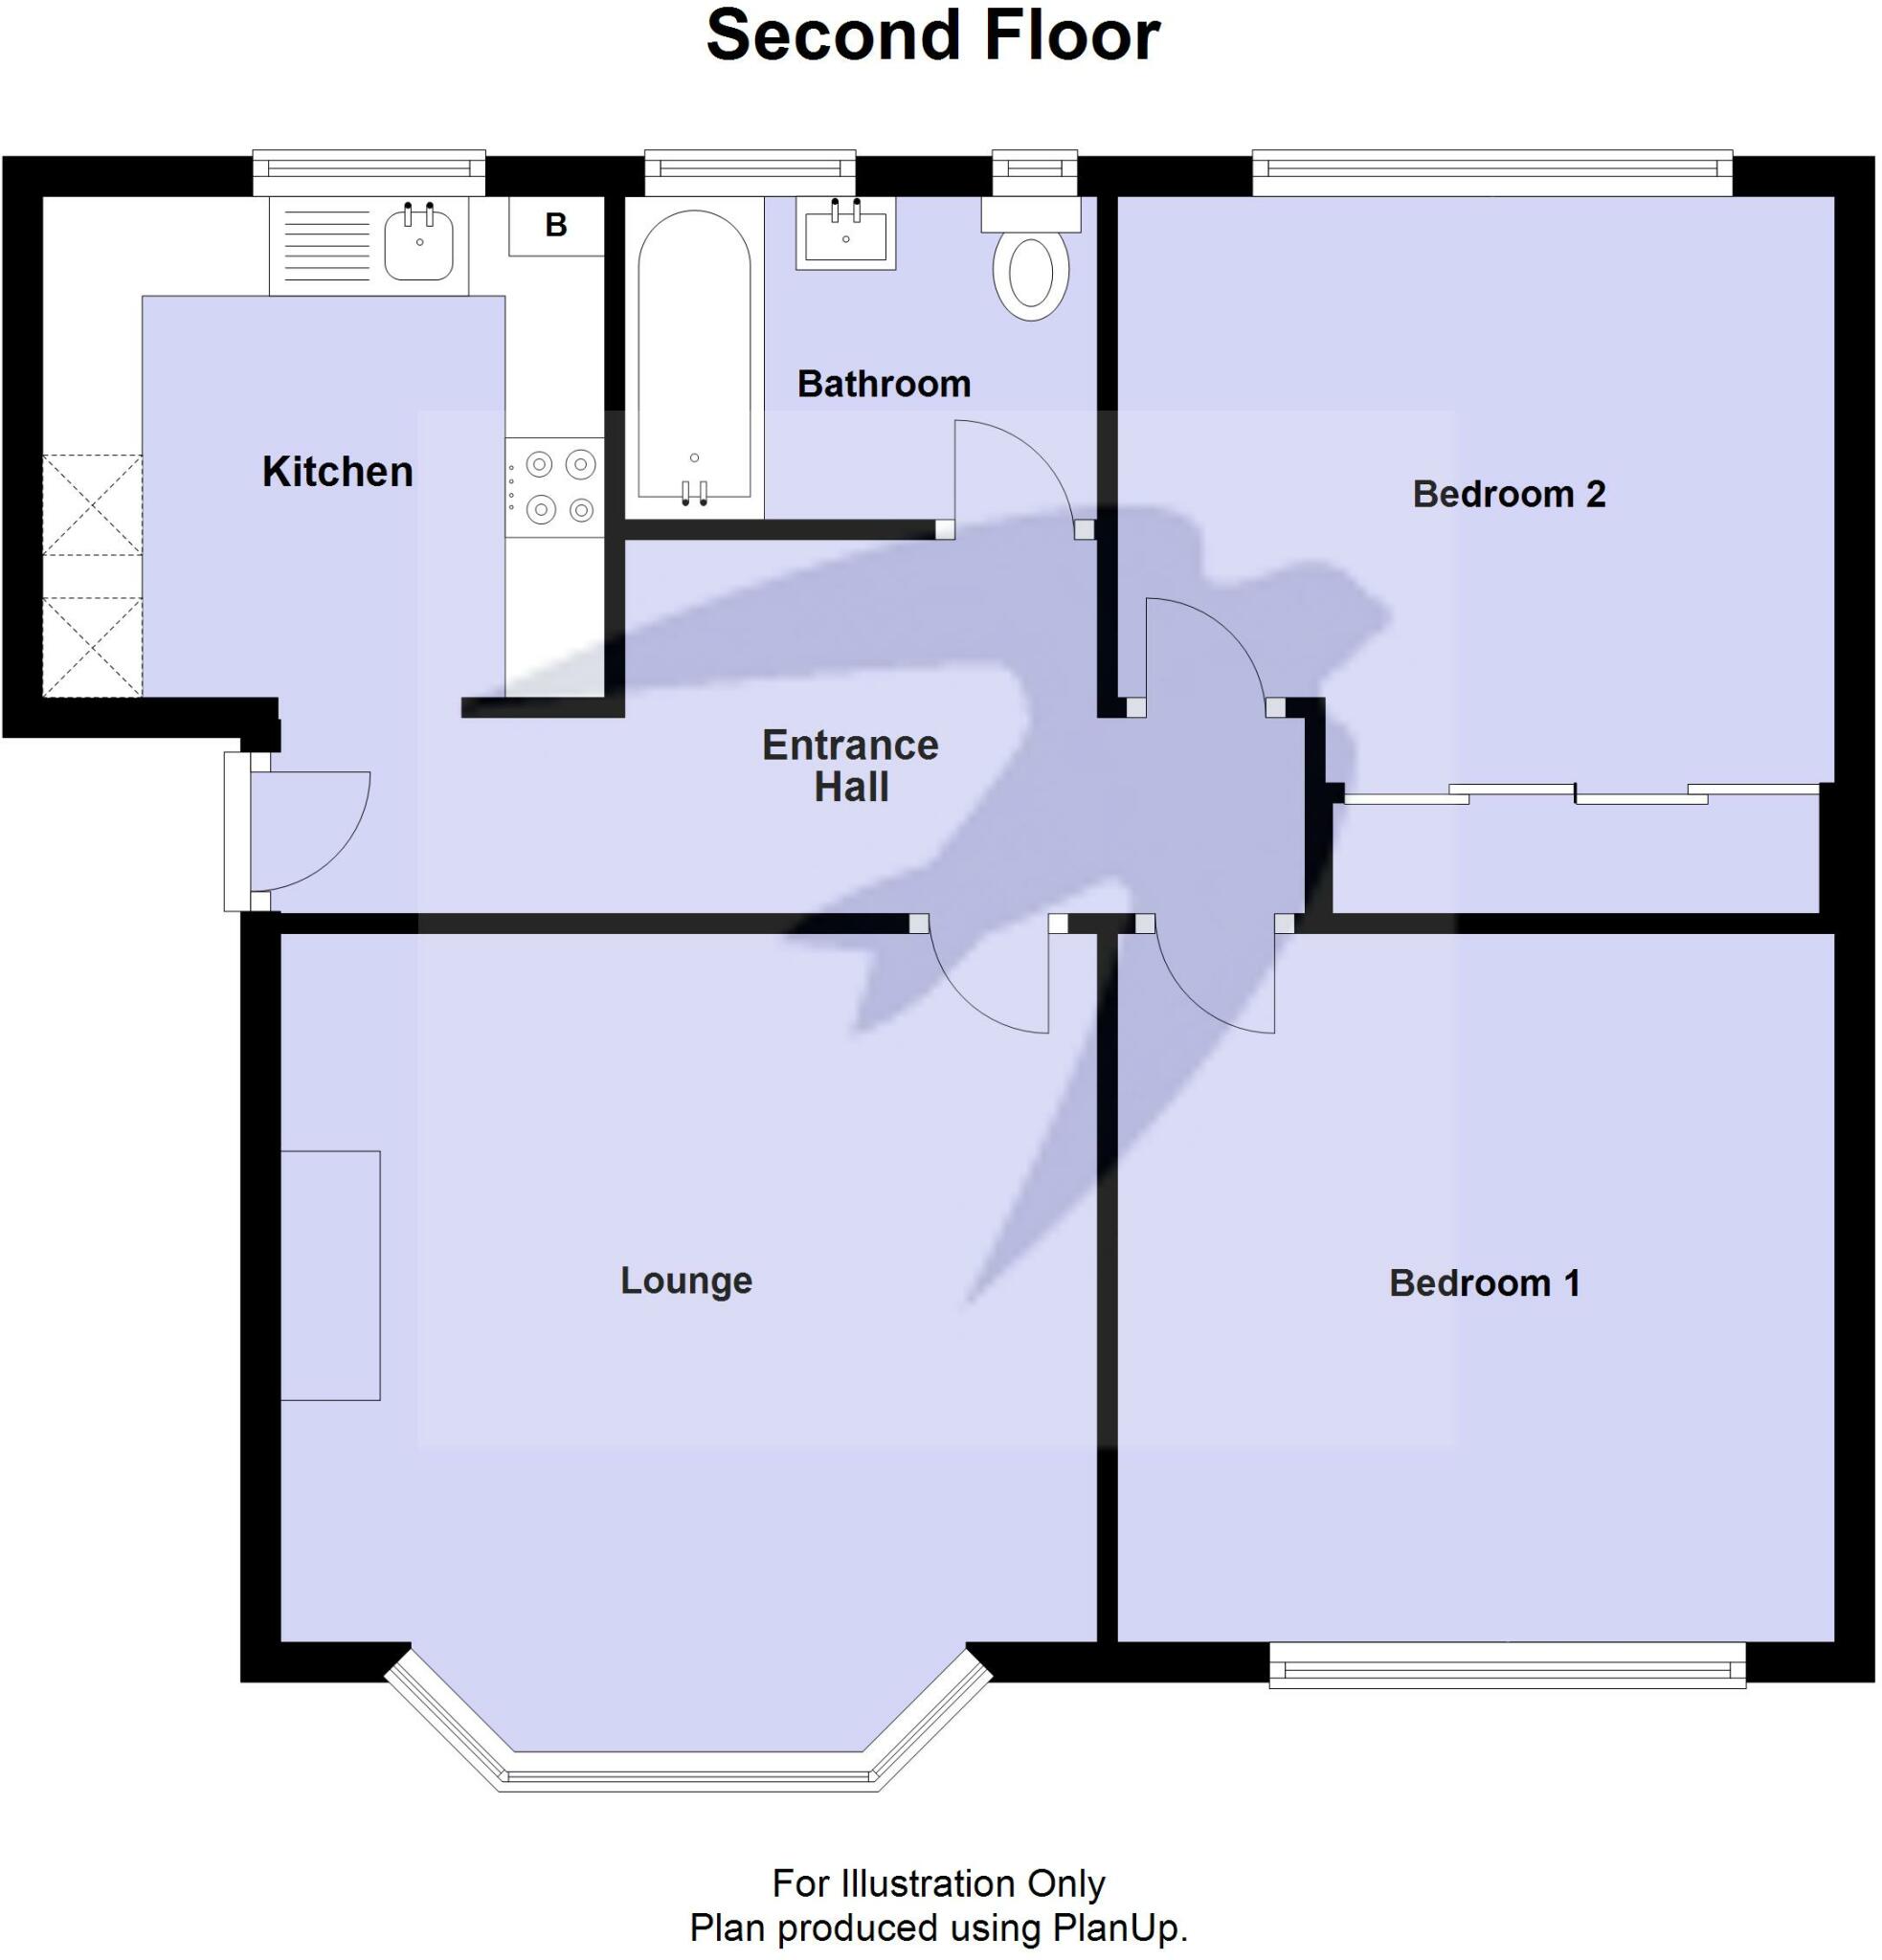 Second Floor
B
Kitchen
Bathroom
Bedroom 2
Entrance
Hall
Lounge
Bedroom 1
For Illustration Only
Plan produced using PlanUp.